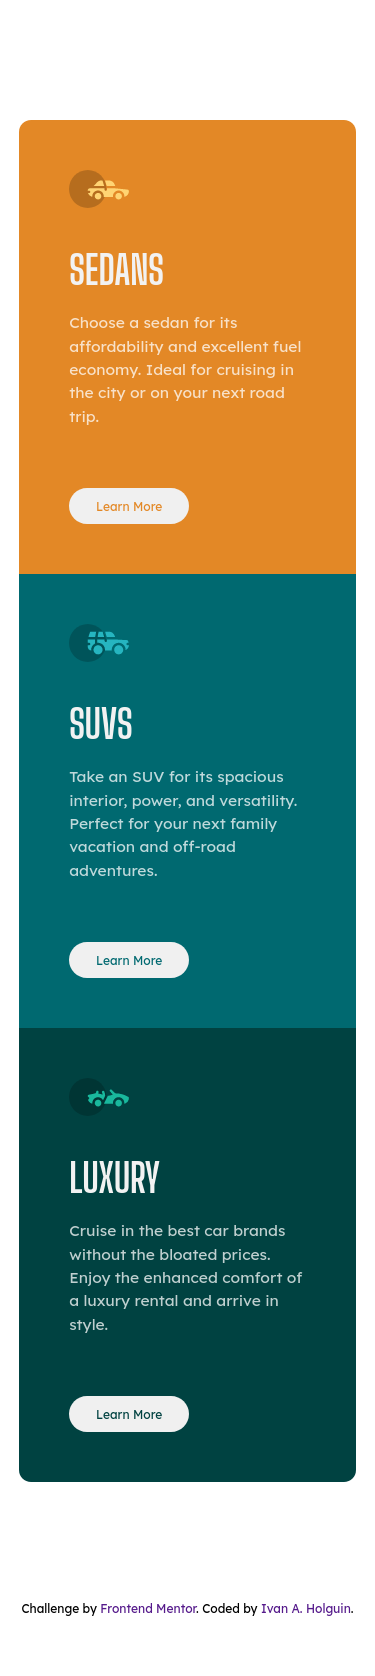 SEDANS
Choose a sedan for its
affordability and excellent fuel
economy. Ideal for cruising in
the city or on your next road
trip.
Learn More
SUVS
Take an SUV for its spacious
interior, power, and versatility.
Perfect for your next family
vacation and off-road
adventures.
Learn More
LUXURY
Cruise in the best car brands
without the bloated prices.
Enjoy the enhanced comfort of
a luxury rental and arrive in
style.
Learn More
Challenge by Frontend Mentor. Coded by Ivan A. Holguin.